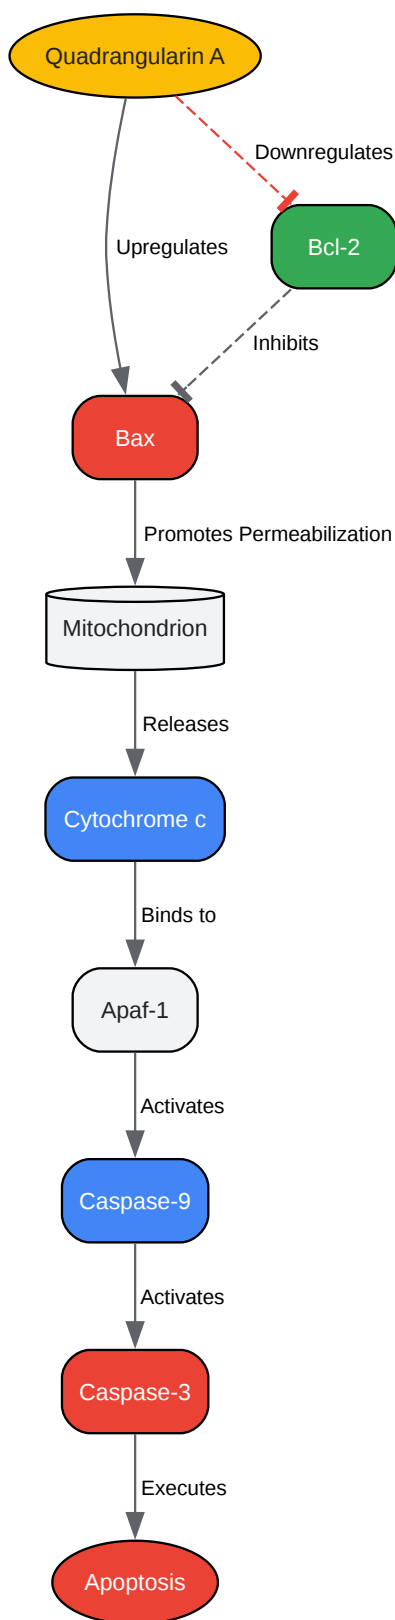 Quadrangularin A
Downregulates
Upregulates
Bcl-2
Inhibits
Bax
Promotes Permeabilization
Mitochondrion
Releases
Cytochrome c
Binds to
Apaf-1
Activates
Caspase-9
Activates
Caspase-3
Executes
Apoptosis